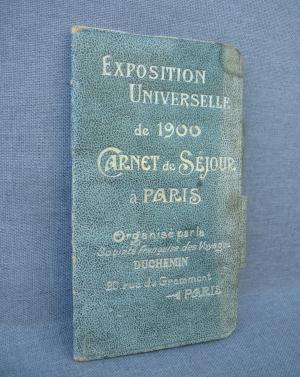 EXPOSITION
UNIVERSELLE
de 1900
CARNET de SÉJOUR
à PARIS
Organisé par la
Société Française des Voyages
DUCHEMIN
20 rue de Grammont
PARIS